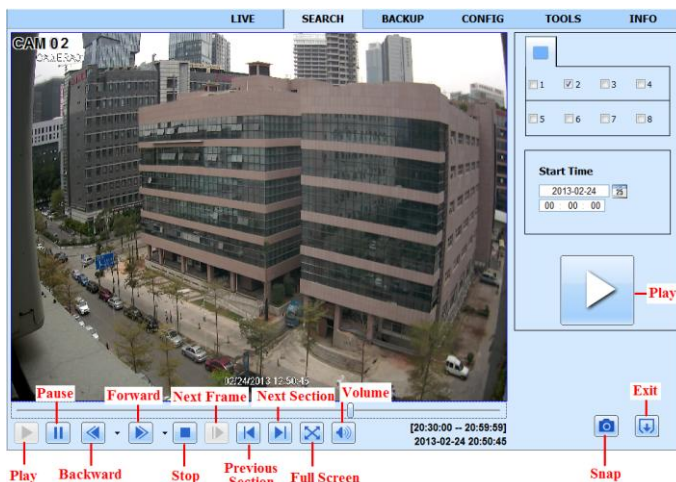 LIVE SEARCH BACKUP CONFIG TOOLS INFO
CAM 02
CAMERA02
1 2 3 4
5 6 7 8
Start Time
2013-02-24 25
00 : 00 : 00
Play
02/24/2013 12:50:45
Pause Forward Next Frame Next Section Volume Exit
[20:30:00 -- 20:59:59]
2013-02-24 20:50:45
Play Backward Stop Previous Section Full Screen Snap